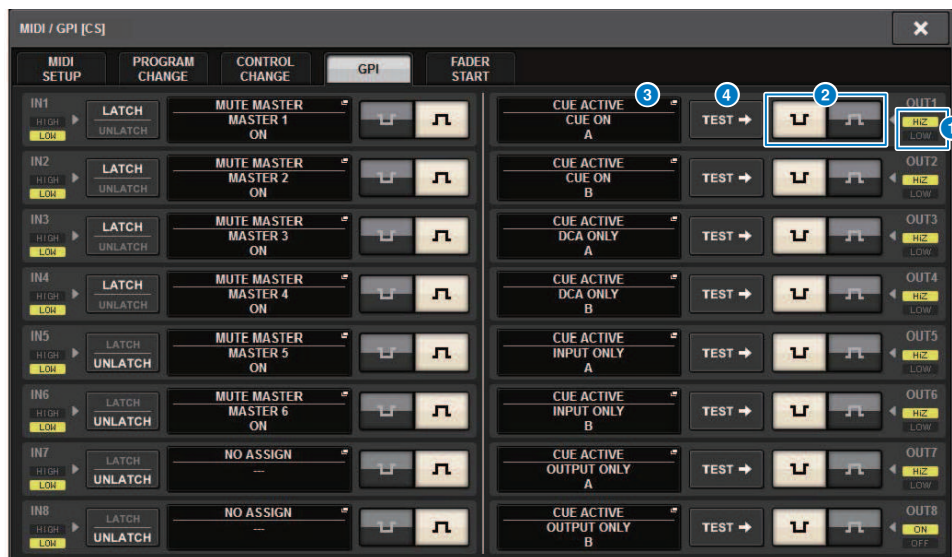 MIDI / GPI [CS]
MIDI SETUP
PROGRAM CHANGE
CONTROL CHANGE
GPI
FADER START
IN1
HIGH
LOW
LATCH
UNLATCH
MUTE MASTER
MASTER 1
ON
CUE ACTIVE
CUE ON
A
3
4
TEST
2
OUT1
HiZ
LOW
1
IN2
HIGH
LOW
LATCH
UNLATCH
MUTE MASTER
MASTER 2
ON
CUE ACTIVE
CUE ON
B
TEST
OUT2
HiZ
LOW
IN3
HIGH
LOW
LATCH
UNLATCH
MUTE MASTER
MASTER 3
ON
CUE ACTIVE
DCA ONLY
A
TEST
OUT3
HiZ
LOW
IN4
HIGH
LOW
LATCH
UNLATCH
MUTE MASTER
MASTER 4
ON
CUE ACTIVE
DCA ONLY
B
TEST
OUT4
HiZ
LOW
IN5
HIGH
LOW
LATCH
UNLATCH
MUTE MASTER
MASTER 5
ON
CUE ACTIVE
INPUT ONLY
A
TEST
OUT5
HiZ
LOW
IN6
HIGH
LOW
LATCH
UNLATCH
MUTE MASTER
MASTER 6
ON
CUE ACTIVE
INPUT ONLY
B
TEST
OUT6
HiZ
LOW
IN7
HIGH
LOW
LATCH
UNLATCH
NO ASSIGN
---
CUE ACTIVE
OUTPUT ONLY
A
TEST
OUT7
HiZ
LOW
IN8
HIGH
LOW
LATCH
UNLATCH
NO ASSIGN
---
CUE ACTIVE
OUTPUT ONLY
B
TEST
OUT8
ON
OFF